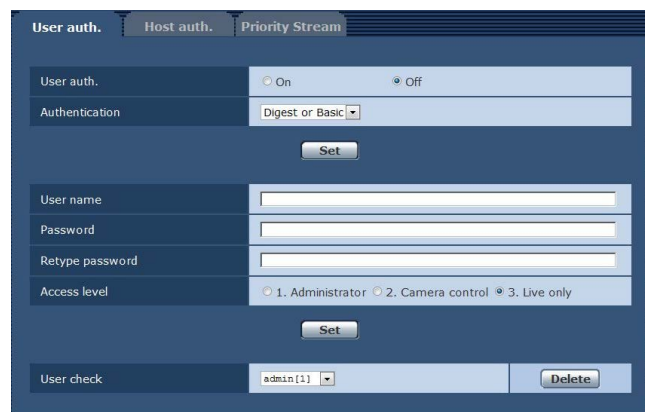 User auth. Host auth. Priority Stream
User auth. On Off
Authentication Digest or Basic
Set
User name
Password
Retype password
Access level 1. Administrator 2. Camera control 3. Live only
Set
User check admin[1] Delete